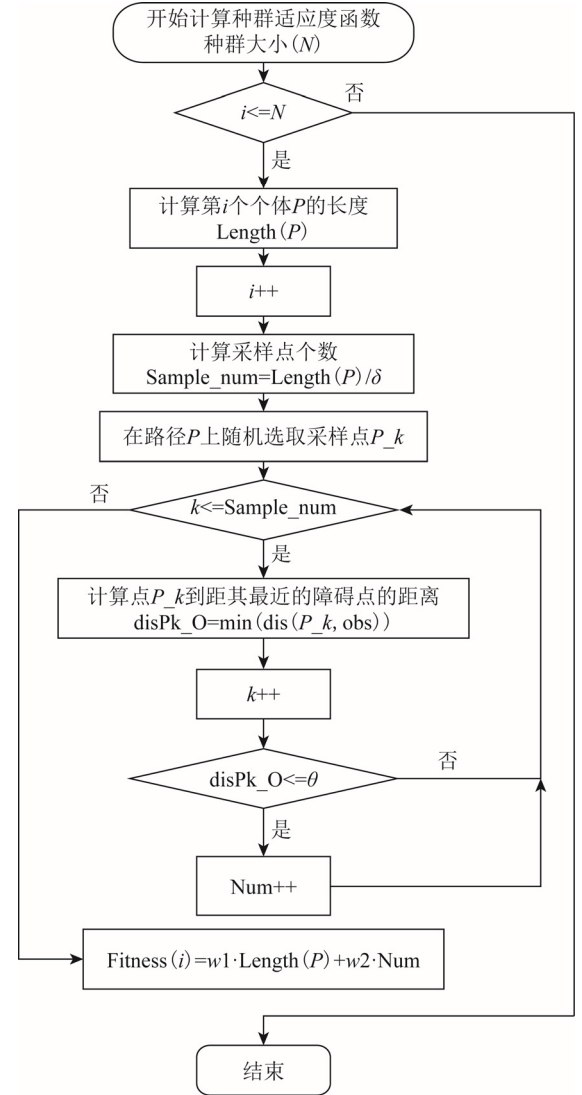 开始计算种群适应度函数
种群大小(N)
否
i<=N
是
计算第i个个体P的长度
Length(P)
i++
计算采样点个数
Sample_num=Length(P)/δ
在路径P上随机选取采样点P_k
否
k<=Sample_num
是
计算点P_k到距其最近的障碍点的距离
disPk_O=min(dis(P_k,obs))
k++
否
disPk_O<=θ
是
Num++
Fitness(i)=w1·Length(P)+w2·Num
结束